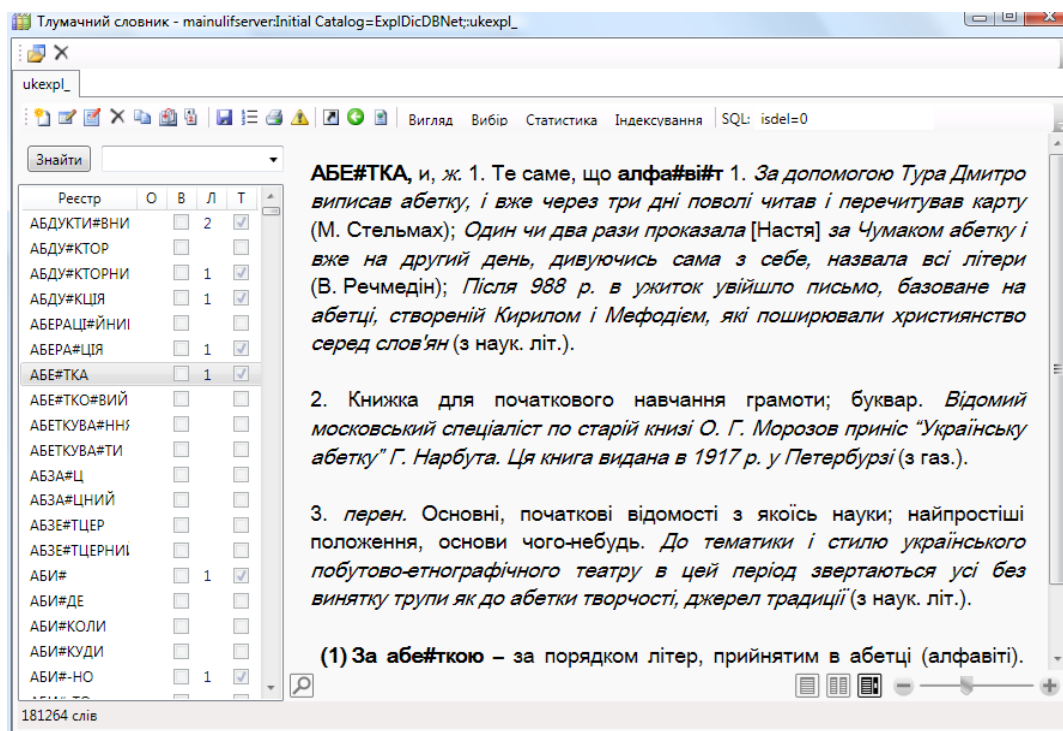 Тлумачний словник - mainulifserver:Initial Catalog=ExplDicDBNet;:ukexpl_
ukexpl_
Вигляд Вибір Статистика Індексування SQL: isdel=0
Знайти
Реєстр О В Л Т
АБДУКТИ#ВНИ 2
АБДУ#КТОР
АБДУ#КТОРНИ 1
АБДУ#КЦІЯ 1
АБЕРАЦІ#ЙНИІ
АБЕРА#ЦІЯ 1
АБЕ#ТКА 1
АБЕ#ТКО#ВИЙ
АБЕТКУВА#НН
АБЕТКУВА#ТИ
АБЗА#Ц
АБЗА#ЦНИЙ
АБЗЕ#ТЦЕР
АБЗЕ#ТЦЕРНИ
АБИ# 1
АБИ#ДЕ
АБИ#КОЛИ
АБИ#КУДИ
АБИ#-НО 1
АБЕ#ТКА, и, ж. 1. Те саме, що алфа#ві#т 1. За допомогою Тура Дмитро
виписав абетку, і вже через три дні поволі читав і перечитував карту
(М. Стельмах); Один чи два рази проказала [Настя] за Чумаком абетку і
вже на другий день, дивуючись сама з себе, назвала всі літери
(В. Речмедін); Після 988 р. в ужиток увійшло письмо, базоване на
абетці, створеній Кирилом і Мефодієм, які поширювали християнство
серед слов'ян (з наук. літ.).
2. Книжка для початкового навчання грамоти; буквар. Відомий
московський спеціаліст по старій книзі О. Г. Морозов приніс “Українську
абетку” Г. Нарбута. Ця книга видана в 1917 р. у Петербурзі (з газ.).
3. перен. Основні, початкові відомості з якоїсь науки; найпростіші
положення, основи чого-небудь. До тематики і стилю українського
побутово-етнографічного театру в цей період звертаються усі без
винятку трупи як до абетки творчості, джерел традиції (з наук. літ.).
(1) За абе#ткою – за порядком літер, прийнятим в абетці (алфавіті).
181264 слів